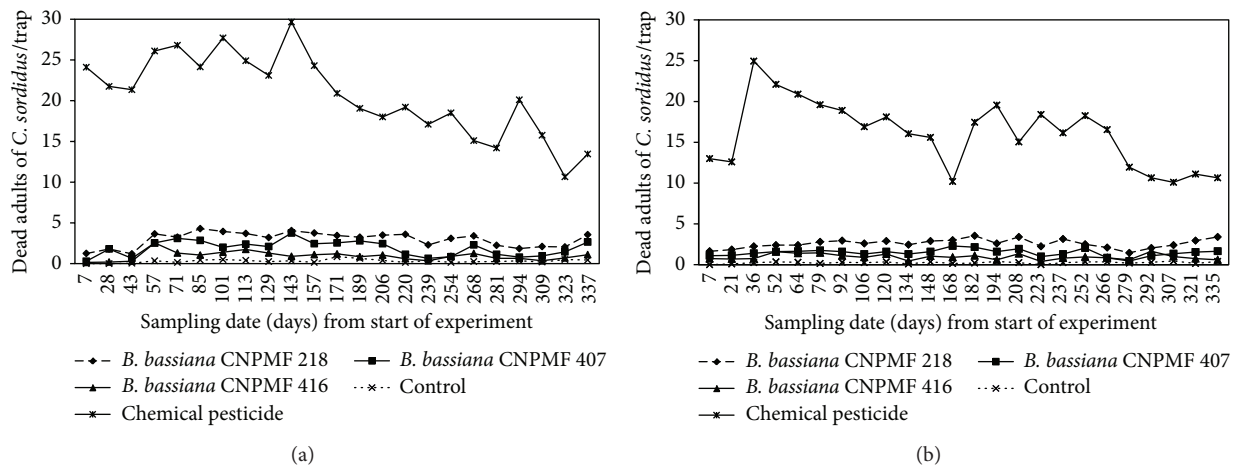 30
25
20
15
10
5
0
Dead adults of C. sordidus/trap
7 28 43 57 71 85 101 113 129 143 157 171 189 206 220 239 254 268 281 294 309 323 337
Sampling date (days) from start of experiment
B. bassiana CNPMF 218 B. bassiana CNPMF 407
B. bassiana CNPMF 416 Control
Chemical pesticide
(a)
30
25
20
15
10
5
0
Dead adults of C. sordidus/trap
7 21 36 52 64 79 92 106 120 134 148 168 182 194 208 223 237 252 266 279 292 307 321 335
Sampling date (days) from start of experiment
B. bassiana CNPMF 218 B. bassiana CNPMF 407
B. bassiana CNPMF 416 Control
Chemical pesticide
(b)